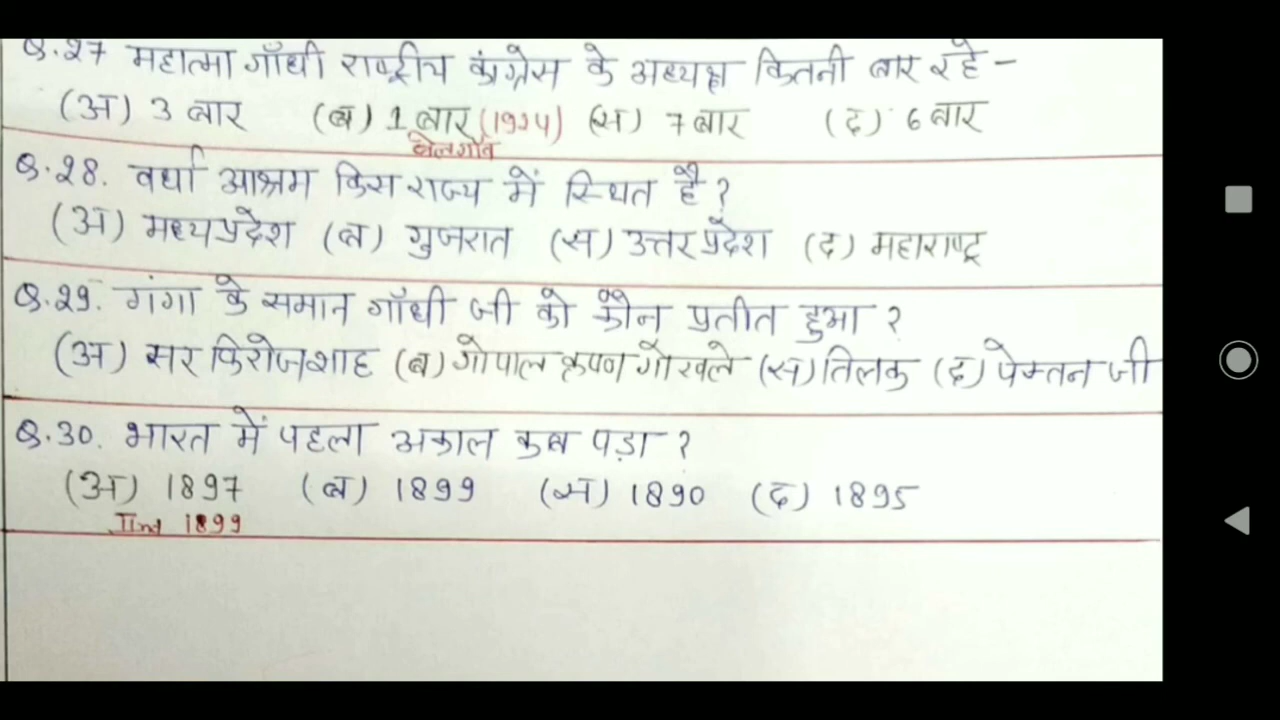 Q.27 महात्मा गाँधी राष्ट्रीय कांग्रेस के अध्यक्ष कितनी बार रहे -
(अ) 3 बार (ब) 1 बार (1924) (स) 7 बार (द) 6 बार
बेलगाँव
Q.28. वर्धा आश्रम किस राज्य में स्थित है ?
(अ) मध्यप्रदेश (ब) गुजरात (स) उत्तर प्रदेश (द) महाराष्ट्र
Q.29. गंगा के समान गाँधी जी को कौन प्रतीत हुआ ?
(अ) सर फिरोजशाह (ब) गोपाल कृष्ण गोखले (स) तिलक (द) पेस्तन जी
Q.30. भारत में पहला अकाल कब पड़ा ?
(अ) 1897 (ब) 1899 (स) 1890 (द) 1895
IInd 1899